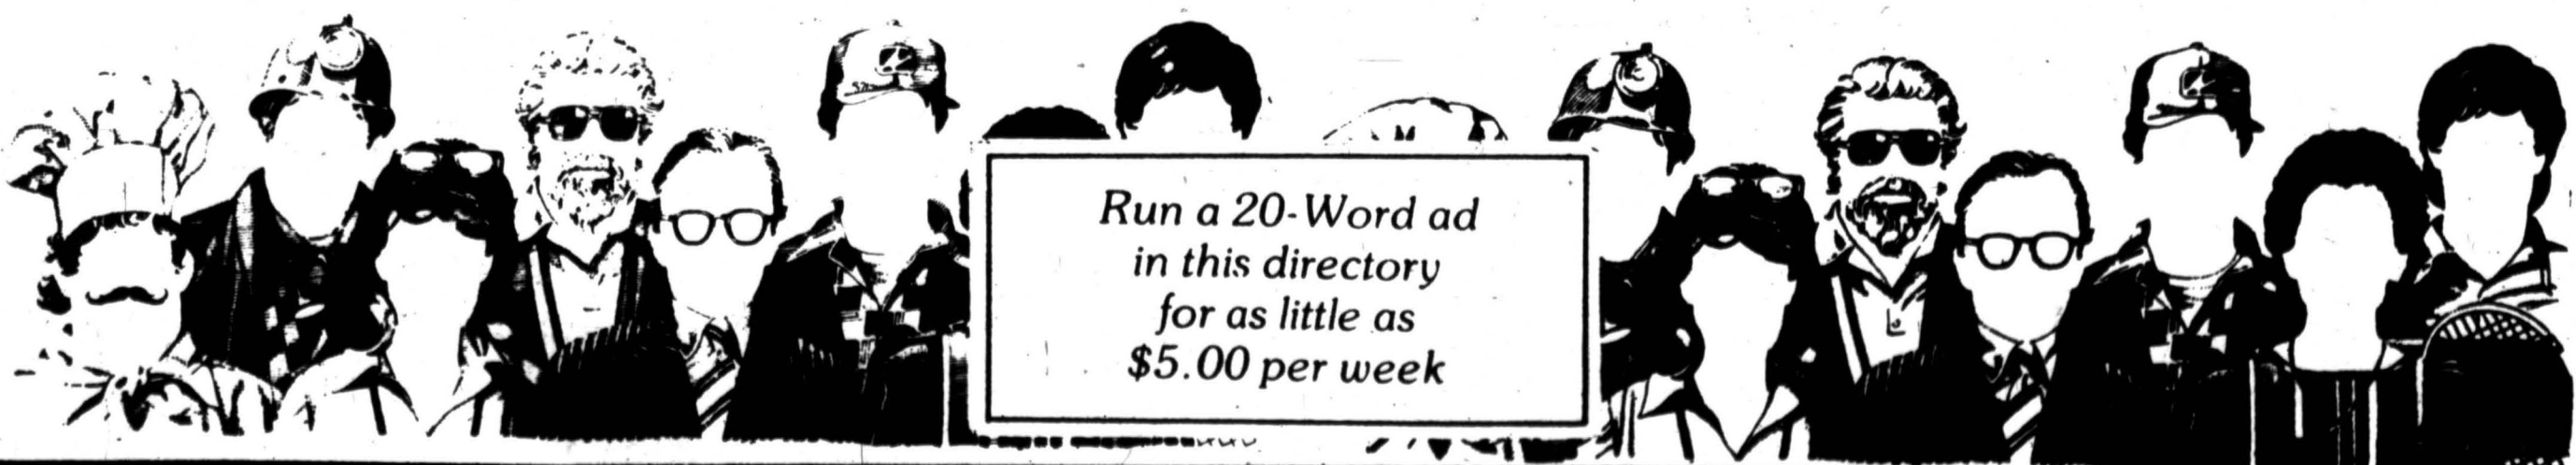 Run a 20-Word ad
in this directory
for as little as
$5.00 per week